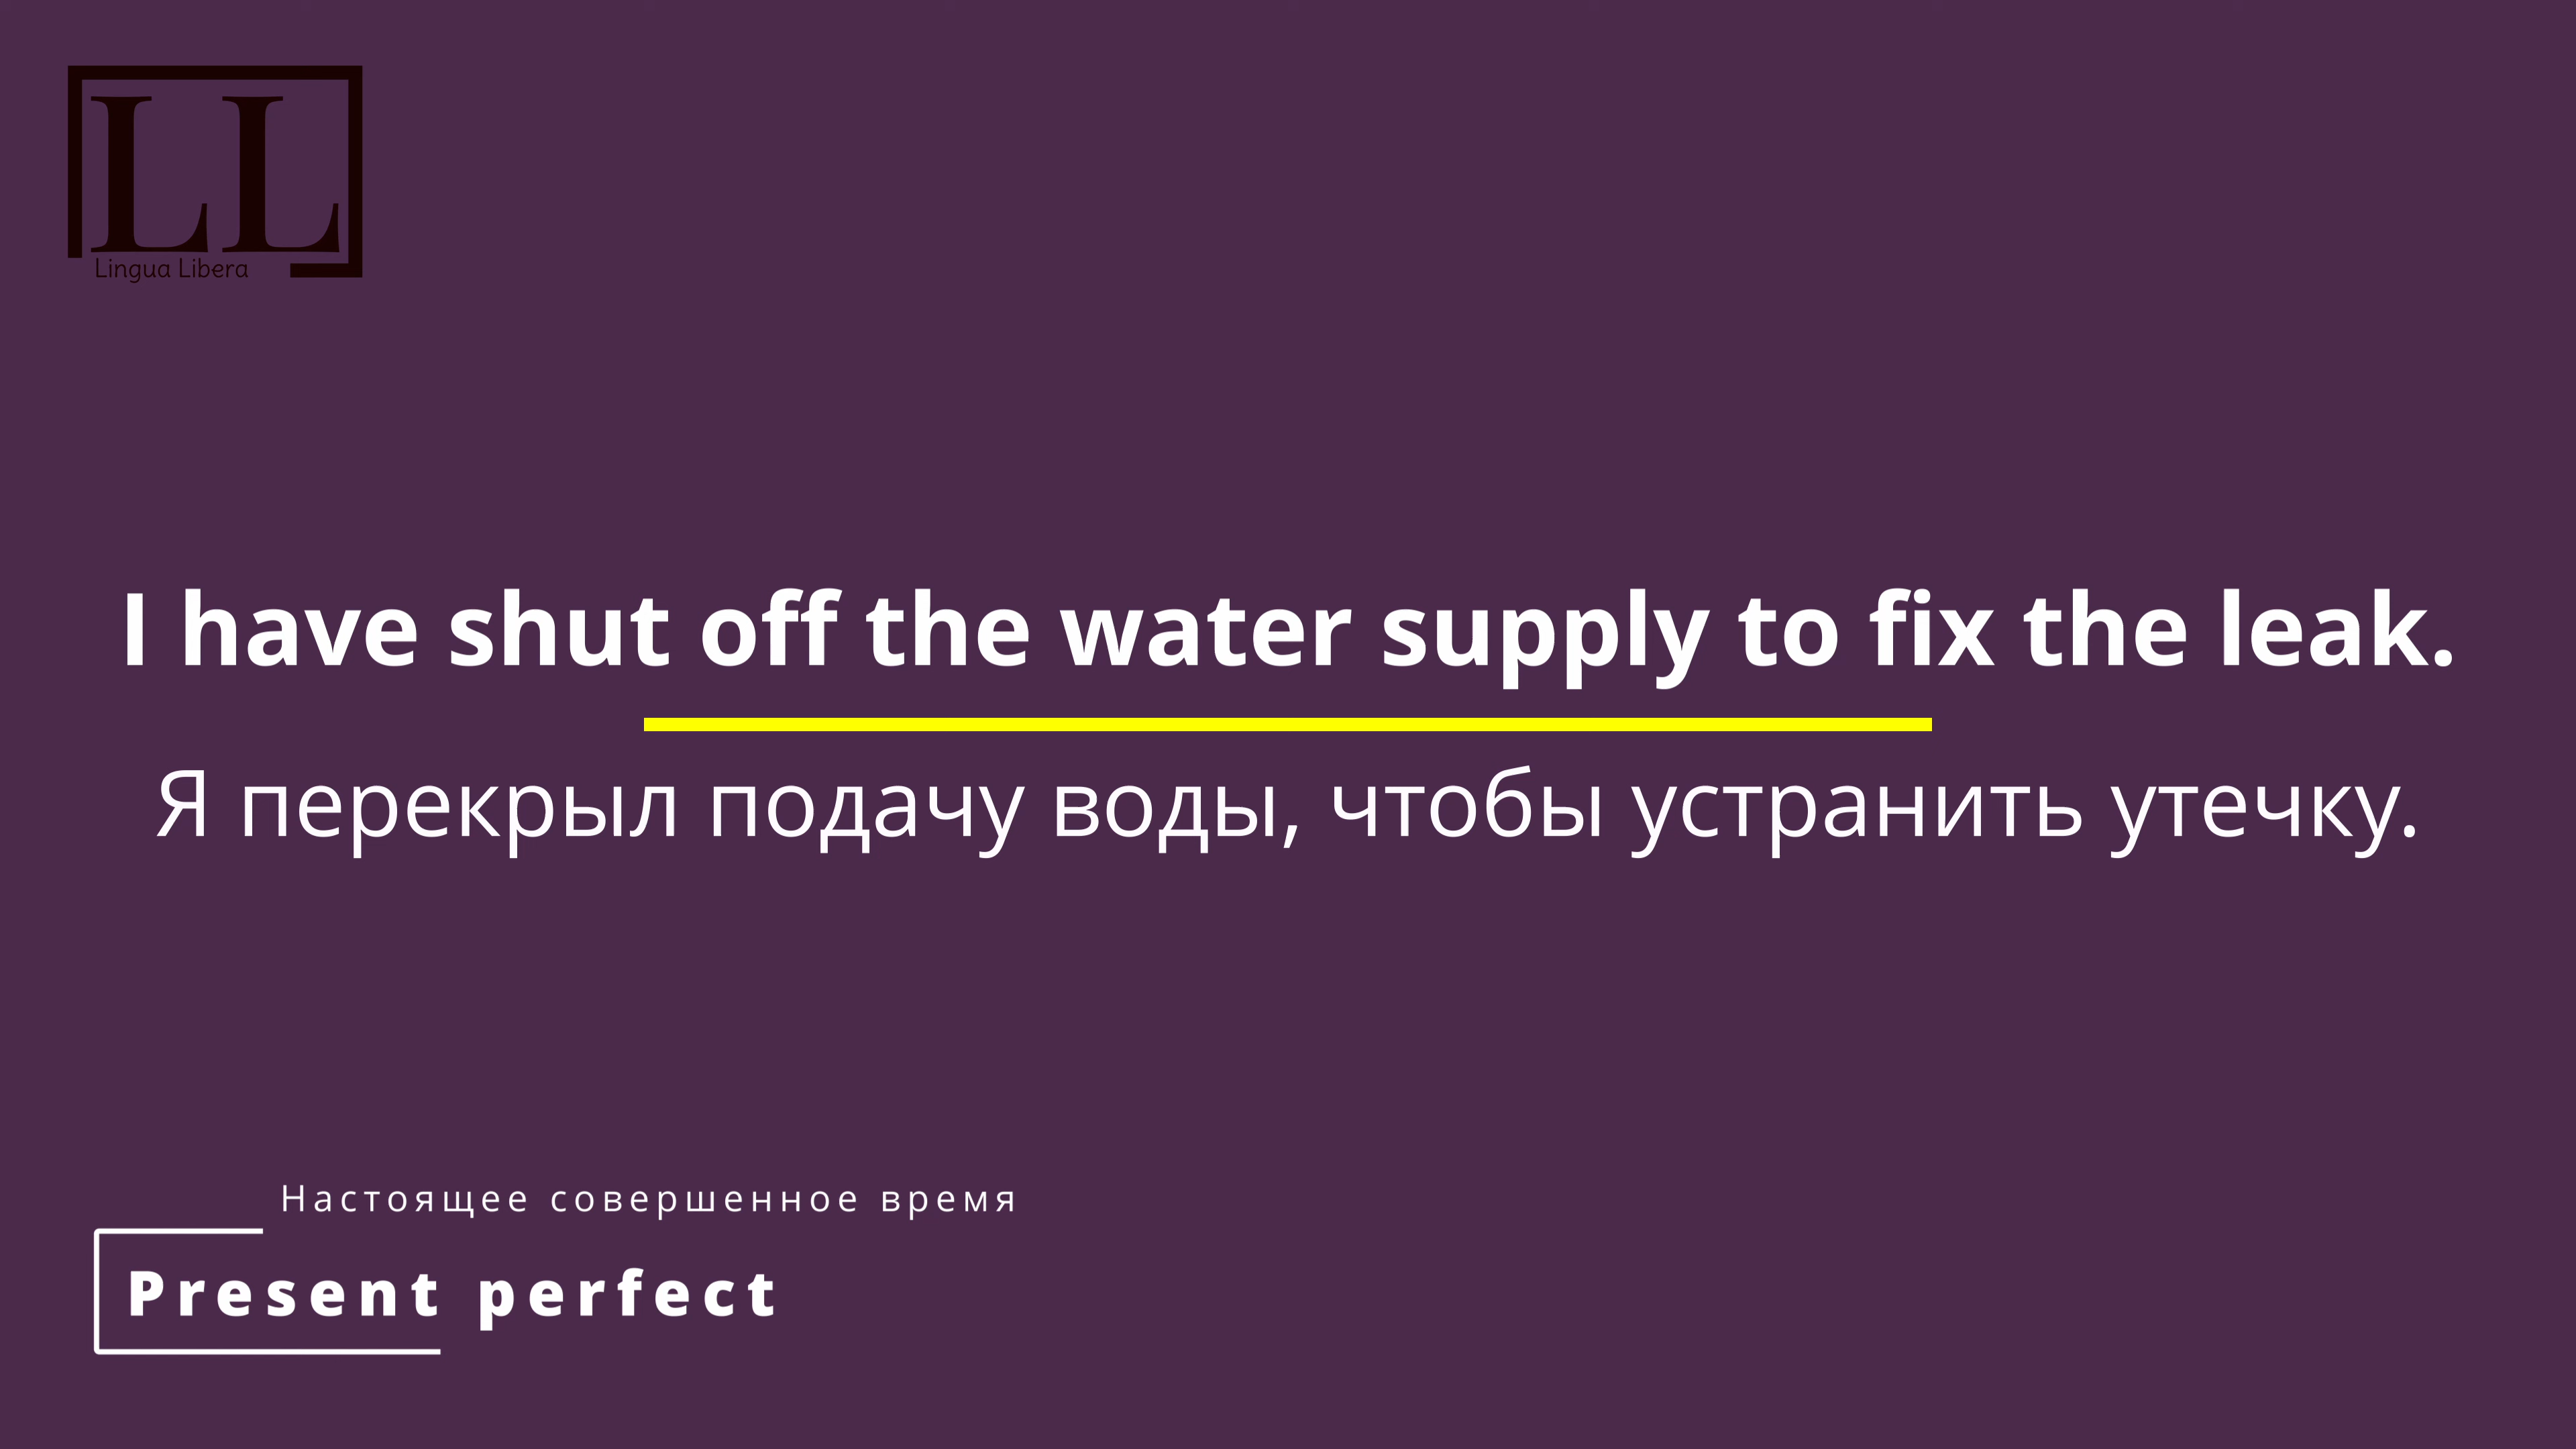 LL
Lingua Libera
I have shut off the water supply to fix the leak.
Я перекрыл подачу воды, чтобы устранить утечку.
Настоящее совершенное время
Present perfect